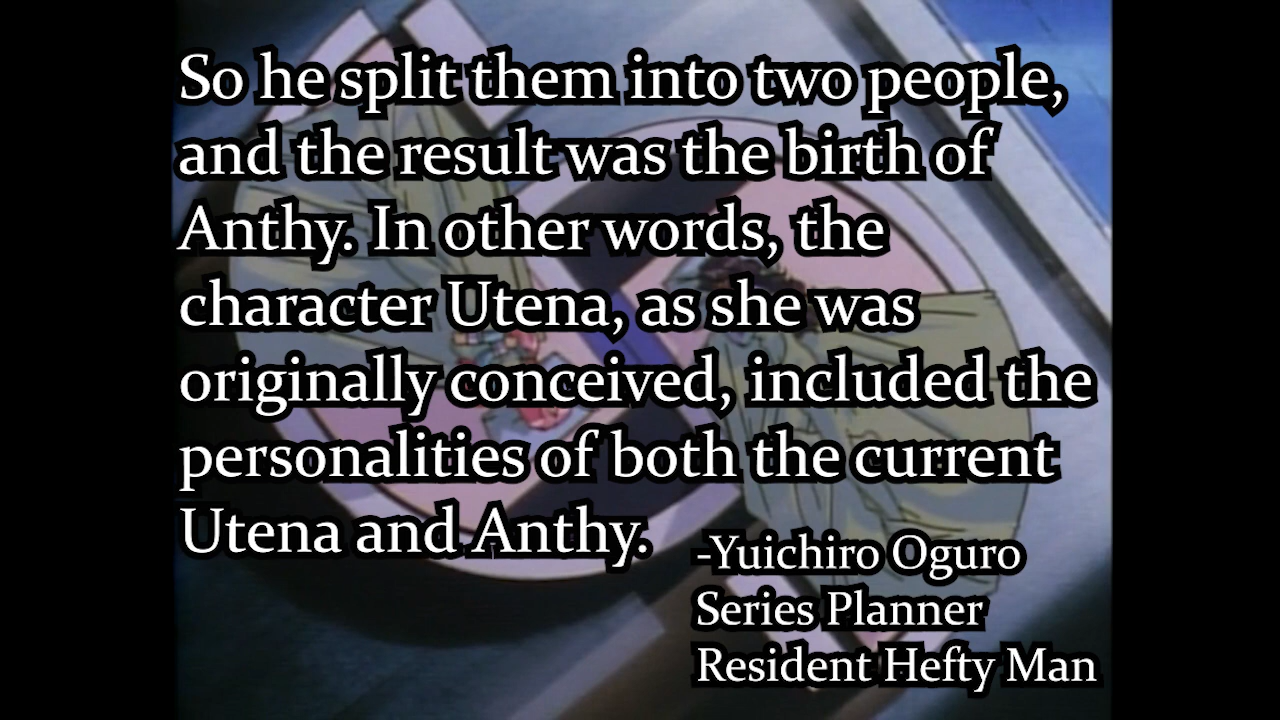 So he split them into two people,
and the result was the birth of
Anthy. In other words, the
character Utena, as she was
originally conceived, included the
personalities of both the current
Utena and Anthy.
-Yuichiro Oguro
Series Planner
Resident Hefty Man